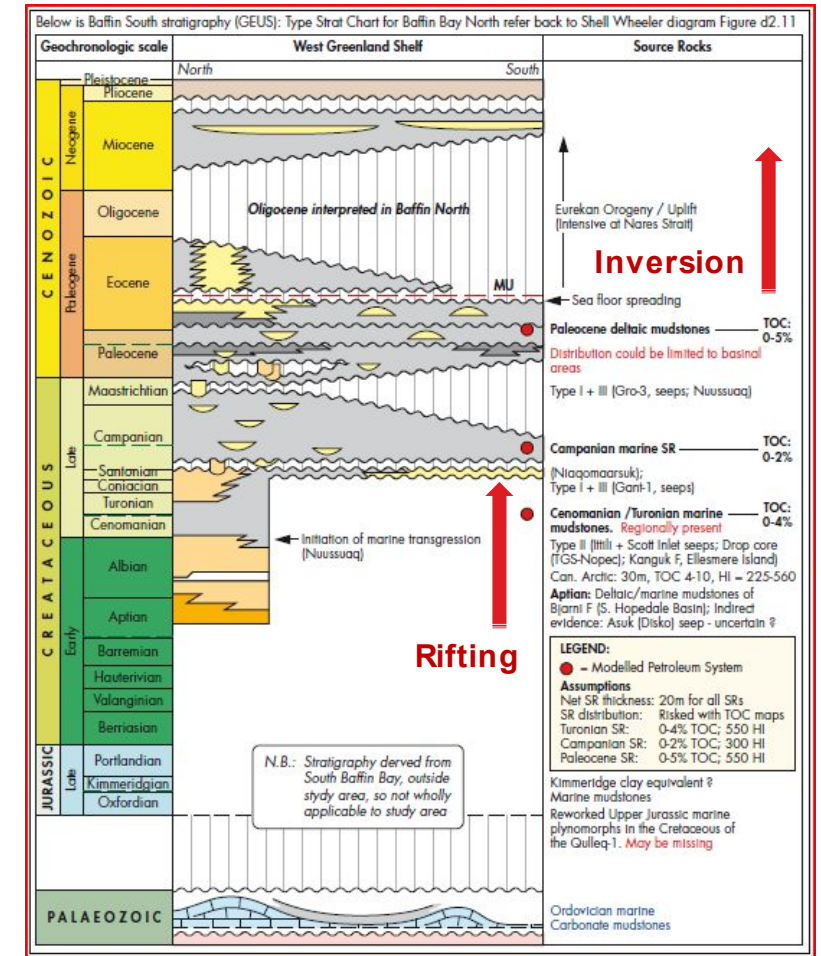 Below is Baffin South stratigraphy (GEUS): Type Strat Chart for Baffin Bay North refer back to Shell Wheeler diagram Figure d2.11
Geochronologic scale
West Greenland Shelf
Source Rocks
North
South
CENOZOIC
Neogene
Paleogene
Pleistocene
Pliocene
Miocene
Oligocene
Eocene
Paleocene
CREATACEOUS
Late
Early
Maastrichtian
Campanian
Santonian
Coniacian
Turonian
Cenomanian
Albian
Aptian
Barremian
Hauterivian
Valanginian
Berriasian
JURASSIC
Late
Portlandian
Kimmeridgian
Oxfordian
PALAEOZOIC
Oligocene interpreted in Baffin North
MU
Initiation of marine transgression
(Nuussuaq)
N.B.: Stratigraphy derived from
South Baffin Bay, outside
stydy area, so not wholly
applicable to study area
Eurekan Orogeny / Uplift
(Intensive at Nares Strait)
Inversion
Sea floor spreading
Paleocene deltaic mudstones
TOC:
0-5%
Distribution could be limited to basinal
areas
Type I + III (Gro-3, seeps; Nuussuaq)
Campanian marine SR
TOC:
0-2%
(Niaqornaarsuk);
Type I + III (Gant-1, seeps)
Cenomanian /Turonian marine
mudstones. Regionally present
TOC:
0-4%
Type II (Ittili + Scott Inlet seeps; Drop core
(TGS-Nopec); Kanguk F, Ellesmere Island)
Can. Arctic: 30m, TOC 4-10, HI = 225-560
Aptian: Deltaic/marine mudstones of
Bjarni F (S. Hopedale Basin); Indirect
evidence: Asuk (Disko) seep - uncertain ?
Rifting
LEGEND:
= Modelled Petroleum System
Assumptions
Net SR thickness: 20m for all SRs
SR distribution: Risked with TOC maps
Turonian SR: 0-4% TOC; 550 HI
Campanian SR: 0-2% TOC; 300 HI
Paleocene SR: 0-5% TOC; 550 HI
Kimmeridge clay equivalent ?
Marine mudstones
Reworked Upper Jurassic marine
plynomorphs in the Cretaceous of
the Qulleq-1. May be missing
Ordovician marine
Carbonate mudstones